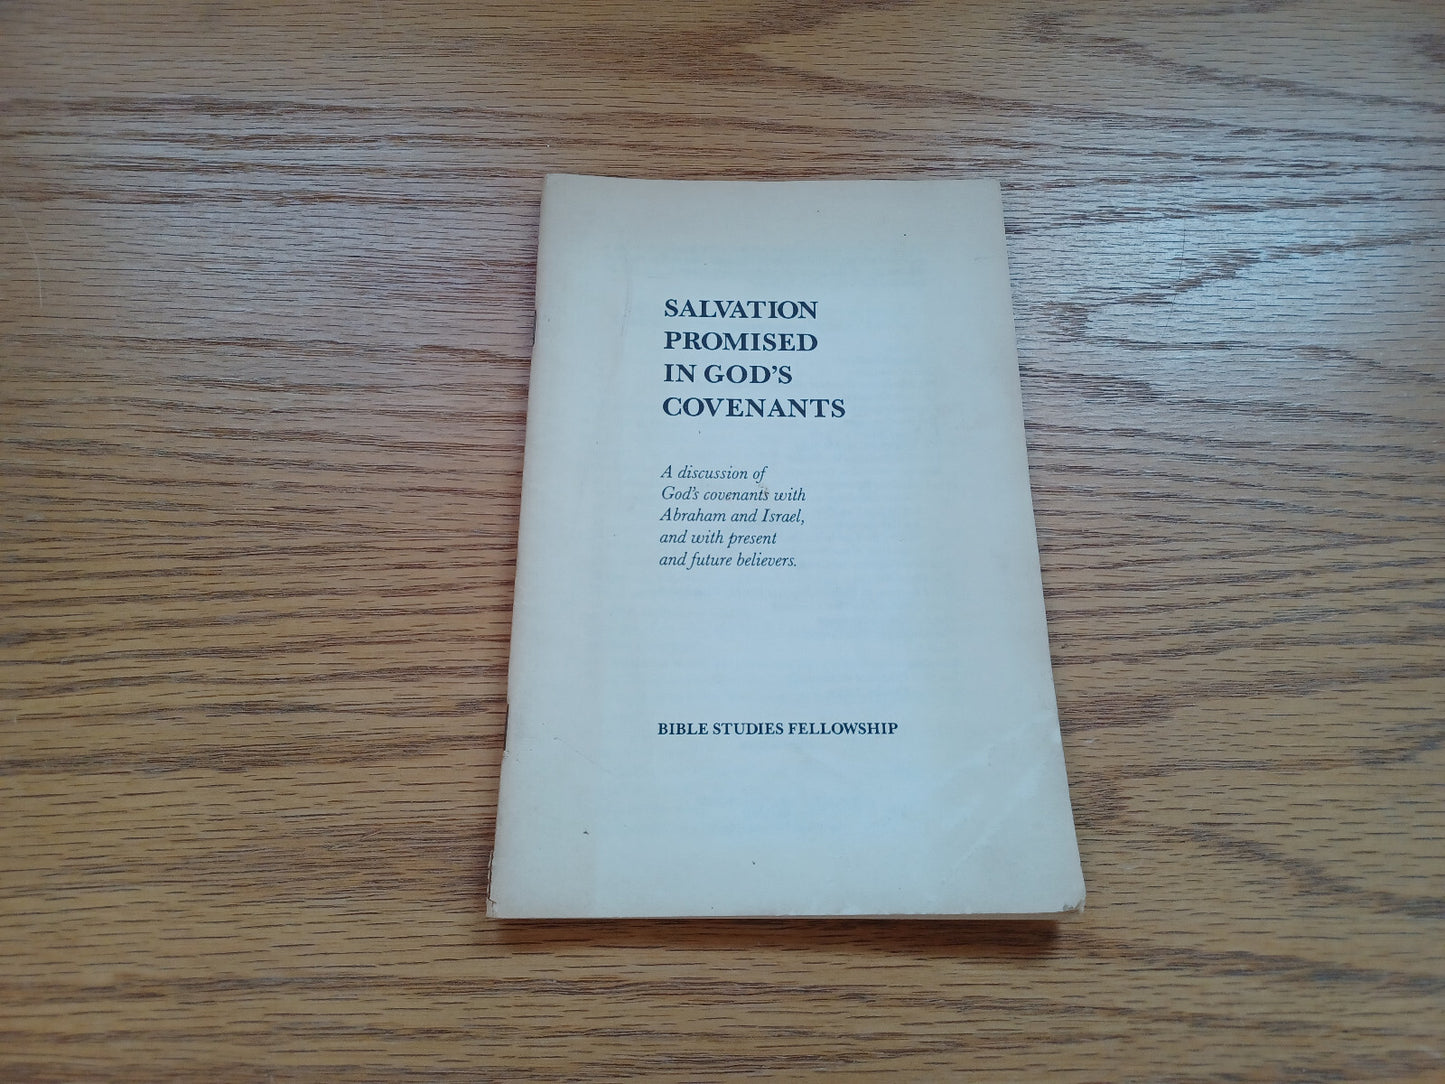 SALVATION
PROMISED
IN GOD'S
COVENANTS
A discussion of
God's covenants with
Abraham and Israel,
and with present
and future believers.
BIBLE STUDIES FELLOWSHIP